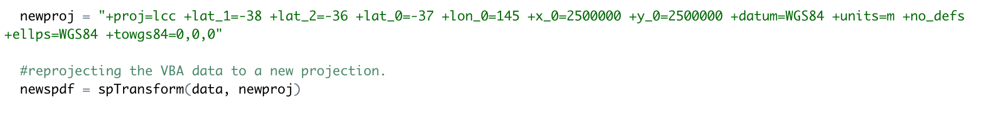 newproj = "+proj=lcc +lat_1=-38 +lat_2=-36 +lat_0=-37 +lon_0=145 +x_0=2500000 +y_0=2500000 +datum=WGS84 +units=m +no_defs
+ellps=WGS84 +towgs84=0,0,0"
#reprojecting the VBA data to a new projection.
newspdf = spTransform(data, newproj)